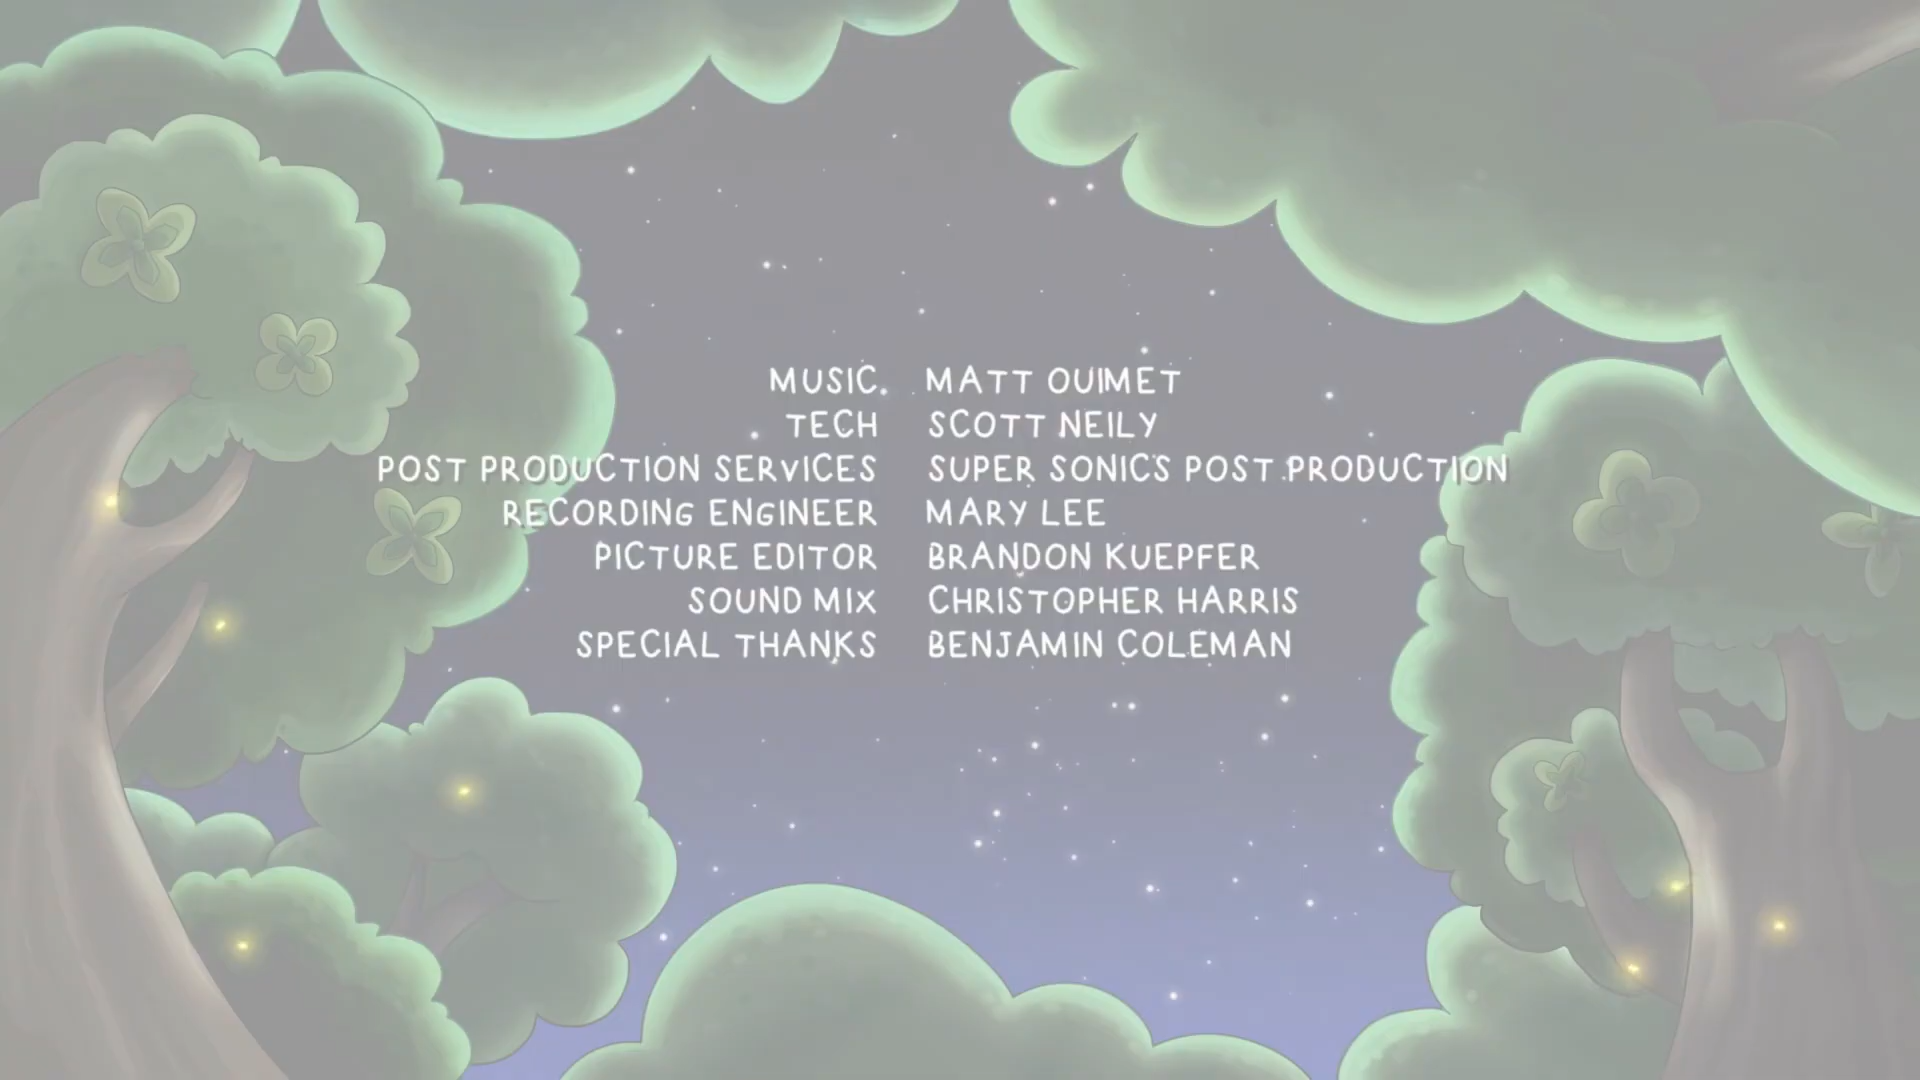 MUSIC MATT OUIMET
TECH SCOTT NEILY
POST PRODUCTION SERVICES SUPER SONICS POST PRODUCTION
RECORDING ENGINEER MARY LEE
PICTURE EDITOR BRANDON KUEPFER
SOUND MIX CHRISTOPHER HARRIS
SPECIAL THANKS BENJAMIN COLEMAN